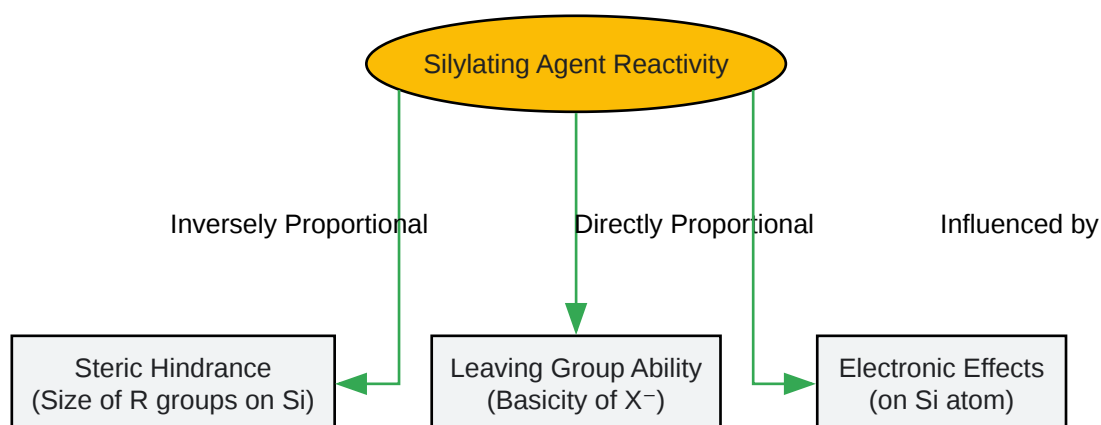 Silylating Agent Reactivity
Inversely Proportional
Directly Proportional
Influenced by
Steric Hindrance
(Size of R groups on Si)
Leaving Group Ability
(Basicity of X⁻)
Electronic Effects
(on Si atom)